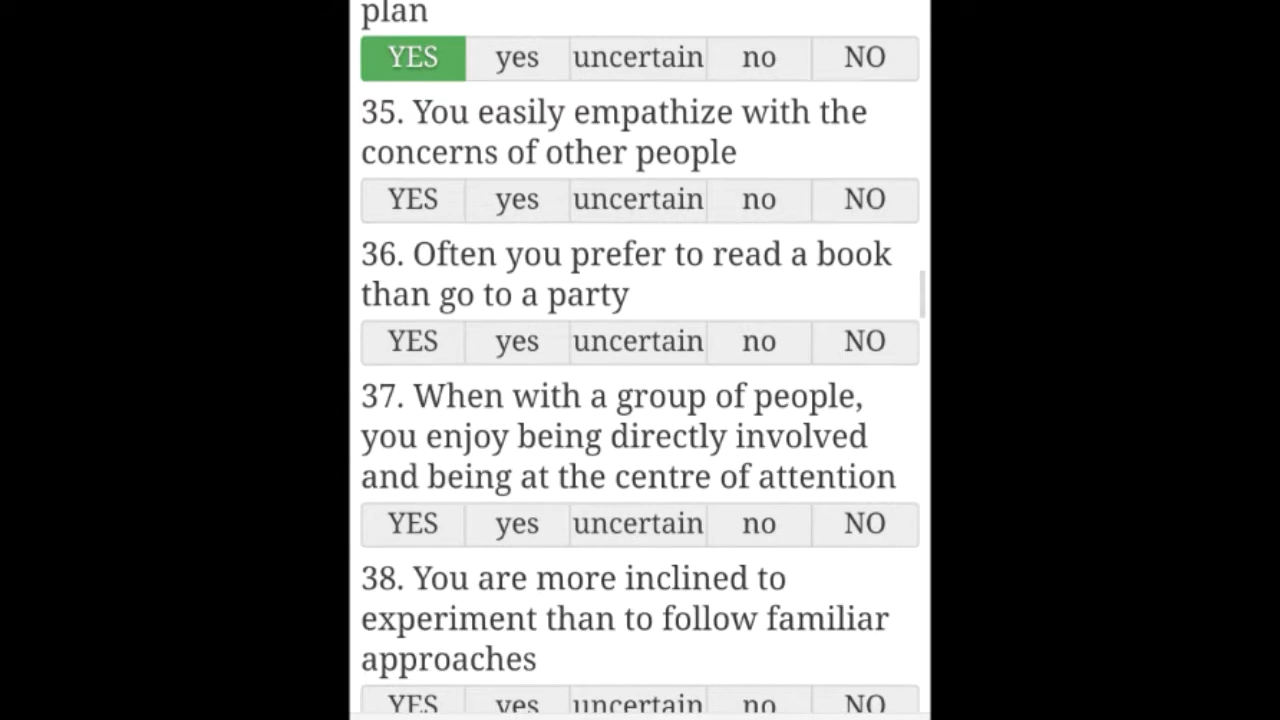 plan
YES yes uncertain no NO
35. You easily empathize with the
concerns of other people
YES yes uncertain no NO
36. Often you prefer to read a book
than go to a party
YES yes uncertain no NO
37. When with a group of people,
you enjoy being directly involved
and being at the centre of attention
YES yes uncertain no NO
38. You are more inclined to
experiment than to follow familiar
approaches
YES yes uncertain no NO